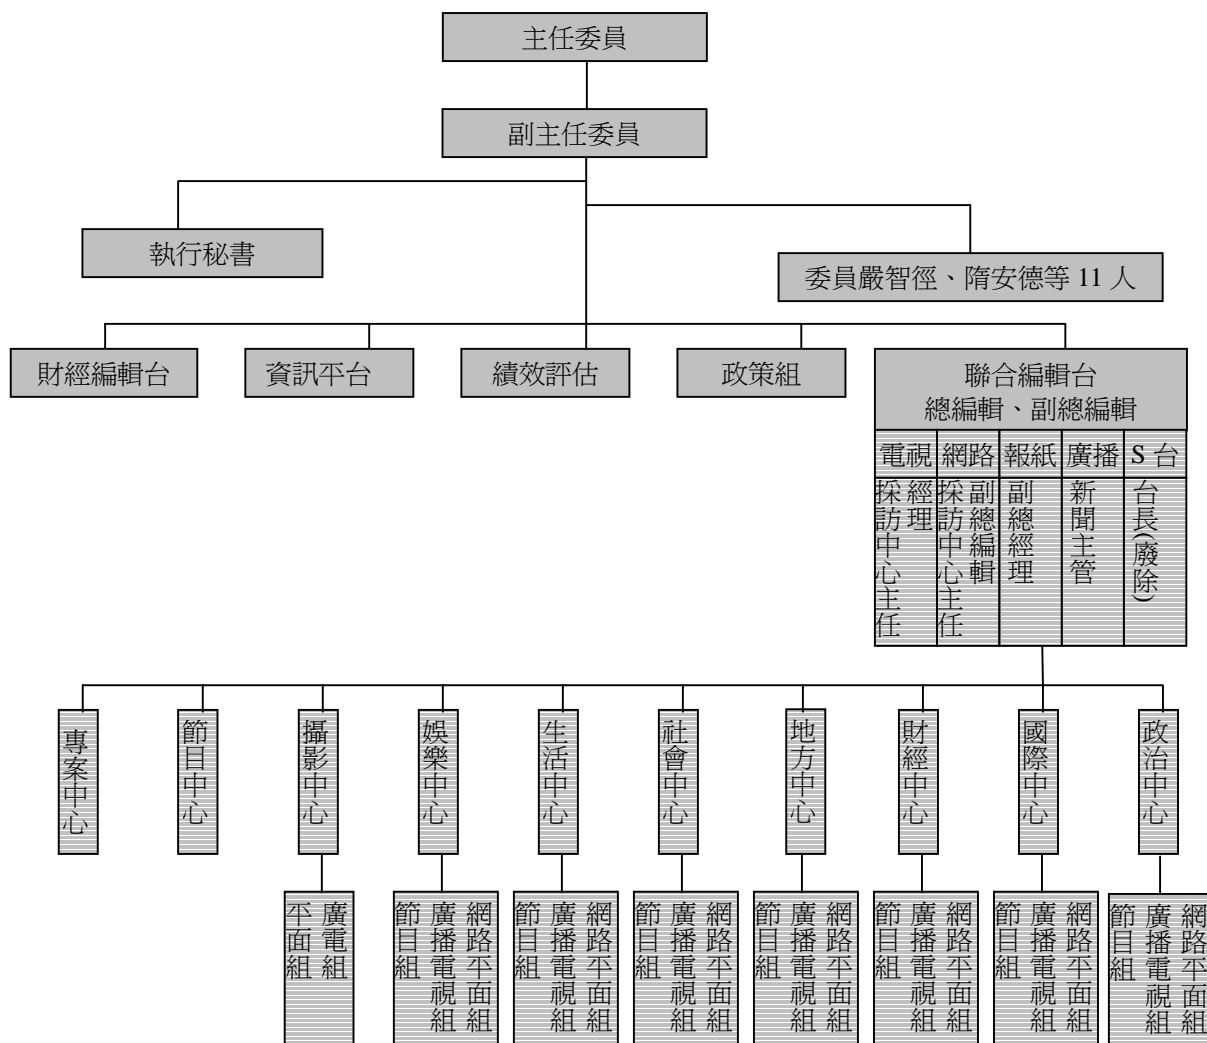 主任委員
副主任委員
執行秘書
委員嚴智徑、隋安德等 11 人
財經編輯台
資訊平台
績效評估
政策組
聯合編輯台
總編輯、副總編輯
電視
網路
報紙
廣播
S 台
經理
採訪中心主任
副總編輯
採訪中心主任
副總經理
新聞主管
台長(廢除)
專案中心
節目中心
攝影中心
娛樂中心
生活中心
社會中心
地方中心
財經中心
國際中心
政治中心
廣電組
平面組
網路平面組
廣播電視組
節目組
網路平面組
廣播電視組
節目組
網路平面組
廣播電視組
節目組
網路平面組
廣播電視組
節目組
網路平面組
廣播電視組
節目組
網路平面組
廣播電視組
節目組
網路平面組
廣播電視組
節目組